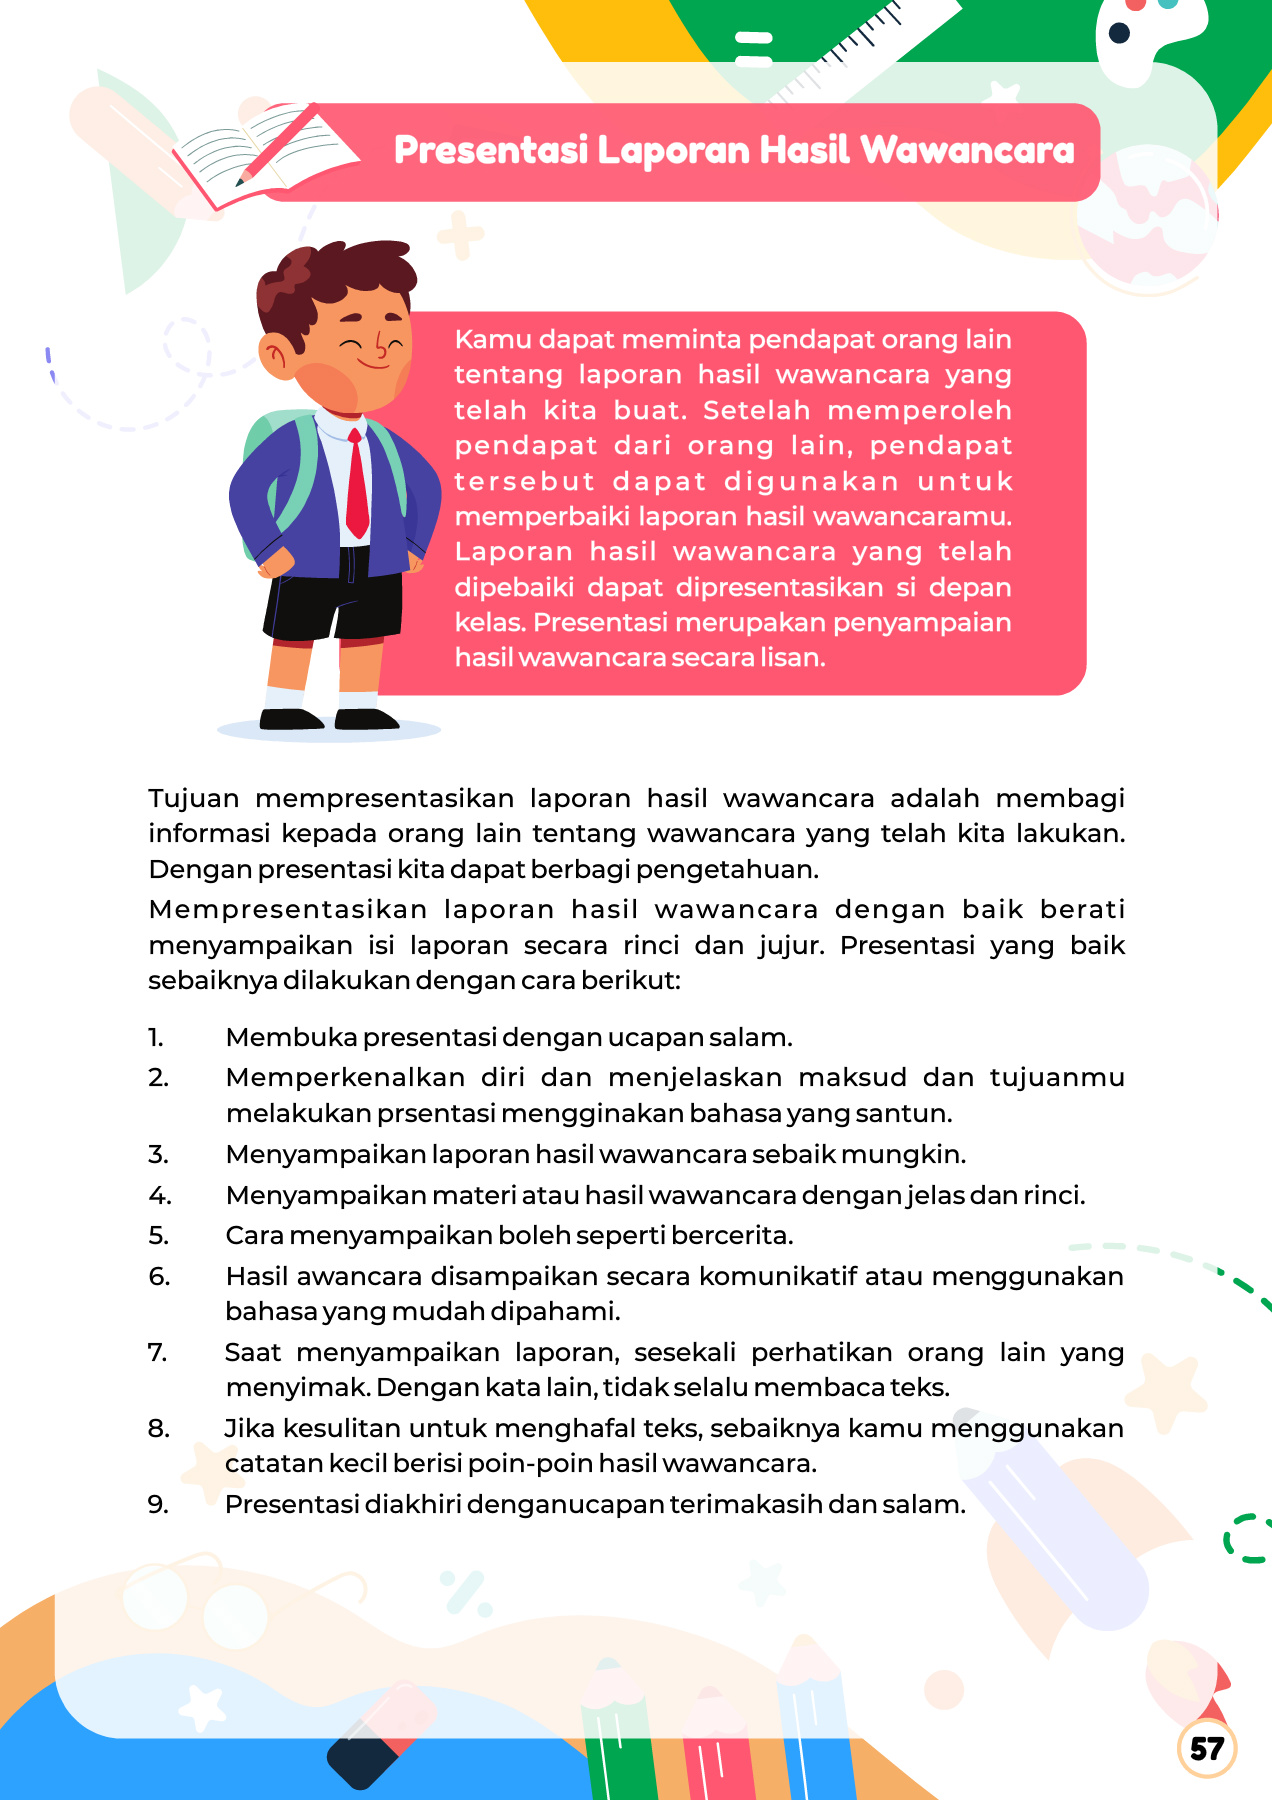 Presentasi Laporan Hasil Wawancara
Kamu dapat meminta pendapat orang lain
tentang laporan hasil wawancara yang
telah kita buat. Setelah memperoleh
pendapat dari orang lain, pendapat
tersebut dapat digunakan untuk
memperbaiki laporan hasil wawancaramu.
Laporan hasil wawancara yang telah
dipebaiki dapat dipresentasikan si depan
kelas. Presentasi merupakan penyampaian
hasil wawancara secara lisan.
Tujuan mempresentasikan laporan hasil wawancara adalah membagi
informasi kepada orang lain tentang wawancara yang telah kita lakukan.
Dengan presentasi kita dapat berbagi pengetahuan.
Mempresentasikan laporan hasil wawancara dengan baik berati
menyampaikan isi laporan secara rinci dan jujur. Presentasi yang baik
sebaiknya dilakukan dengan cara berikut:
1. Membuka presentasi dengan ucapan salam.
2. Memperkenalkan diri dan menjelaskan maksud dan tujuanmu
melakukan prsentasi mengginakan bahasa yang santun.
3. Menyampaikan laporan hasil wawancara sebaik mungkin.
4. Menyampaikan materi atau hasil wawancara dengan jelas dan rinci.
5. Cara menyampaikan boleh seperti bercerita.
6. Hasil awancara disampaikan secara komunikatif atau menggunakan
bahasa yang mudah dipahami.
7. Saat menyampaikan laporan, sesekali perhatikan orang lain yang
menyimak. Dengan kata lain, tidak selalu membaca teks.
8. Jika kesulitan untuk menghafal teks, sebaiknya kamu menggunakan
catatan kecil berisi poin-poin hasil wawancara.
9. Presentasi diakhiri denganucapan terimakasih dan salam.
57